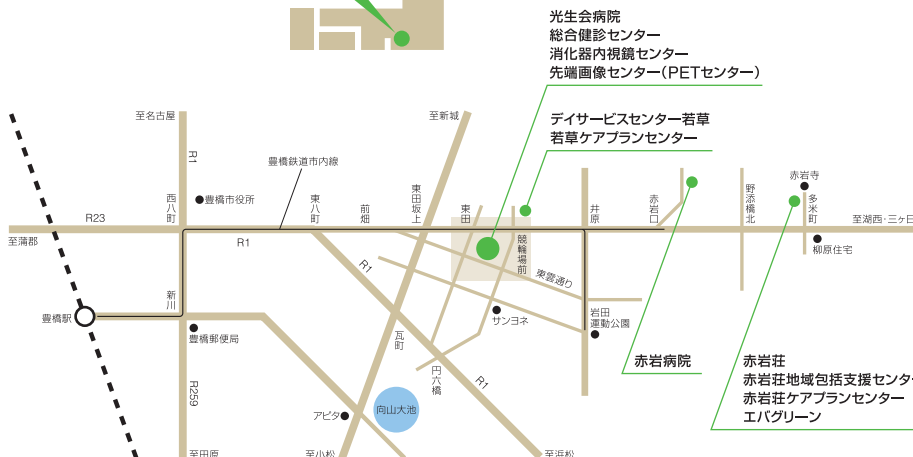 光生会病院
総合健診センター
消化器内視鏡センター
先端画像センター（PETセンター）
デイサービスセンター若草
若草ケアプランセンター
至名古屋
至新城
R1
豊橋鉄道市内線
赤岩寺
西八町
豊橋市役所
東八町
前畑
東田坂上
東田
井原
赤岩口
野添橋北
多米町
R23
至湖西・三ケ日
至蒲郡
R1
競輪場前
柳原住宅
R1
東雲通り
新川
豊橋駅
サンヨネ
岩田
運動公園
豊橋郵便局
瓦町
円六橋
赤岩病院
赤岩荘
赤岩荘地域包括支援センター
赤岩荘ケアプランセンター
エバグリーン
R259
R1
アピタ
向山大池
至田原
至小松
至浜松